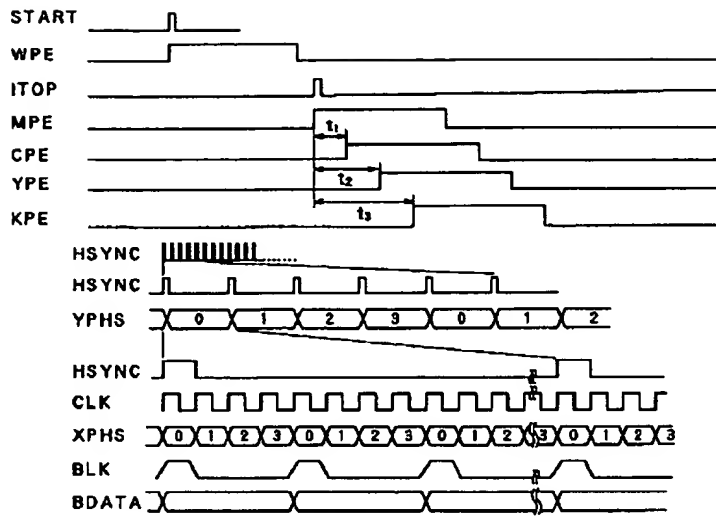 START
WPE
ITOP
MPE
t₁
CPE
t₂
YPE
t₃
KPE
HSYNC
HSYNC
YPHS 0 1 2 3 0 1 2
HSYNC
CLK
XPHS 0 1 2 3 0 1 2 3 0 1 2 3 0 1 2 3
BLK
BDATA